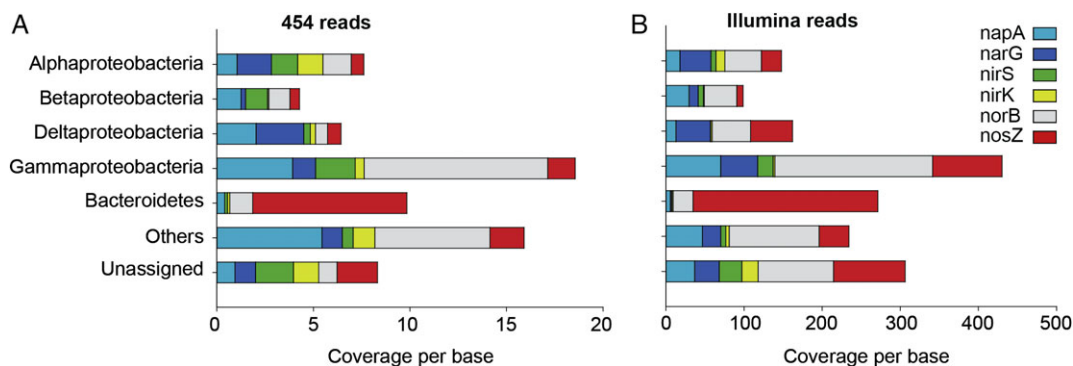 A
454 reads
Alphaproteobacteria
Betaproteobacteria
Deltaproteobacteria
Gammaproteobacteria
Bacteroidetes
Others
Unassigned
0 5 10 15 20
Coverage per base
B
Illumina reads
napA
narG
nirS
nirK
norB
nosZ
0 100 200 300 400 500
Coverage per base